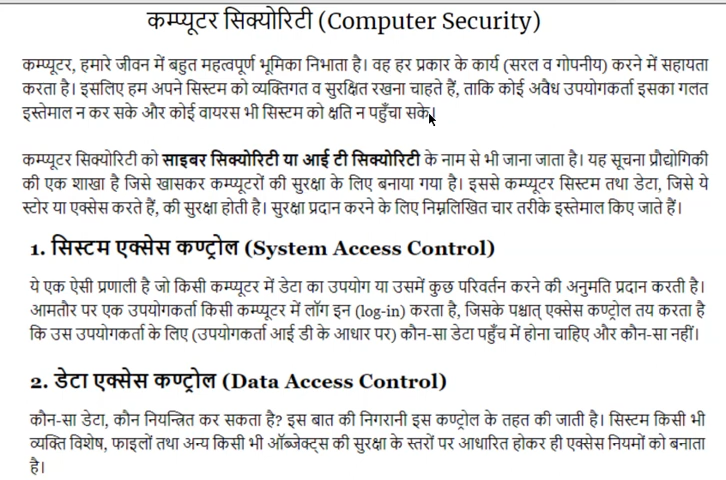 कम्प्यूटर सिक्योरिटी (Computer Security)
कम्प्यूटर, हमारे जीवन में बहुत महत्वपूर्ण भूमिका निभाता है। वह हर प्रकार के कार्य (सरल व गोपनीय) करने में सहायता
करता है। इसलिए हम अपने सिस्टम को व्यक्तिगत व सुरक्षित रखना चाहते हैं, ताकि कोई अवैध उपयोगकर्ता इसका गलत
इस्तेमाल न कर सके और कोई वायरस भी सिस्टम को क्षति न पहुँचा सके।
कम्प्यूटर सिक्योरिटी को साइबर सिक्योरिटी या आई टी सिक्योरिटी के नाम से भी जाना जाता है। यह सूचना प्रौद्योगिकी
की एक शाखा है जिसे खासकर कम्प्यूटरों की सुरक्षा के लिए बनाया गया है। इससे कम्प्यूटर सिस्टम तथा डेटा, जिसे ये
स्टोर या एक्सेस करते हैं, की सुरक्षा होती है। सुरक्षा प्रदान करने के लिए निम्नलिखित चार तरीके इस्तेमाल किए जाते हैं।
1. सिस्टम एक्सेस कण्ट्रोल (System Access Control)
ये एक ऐसी प्रणाली है जो किसी कम्प्यूटर में डेटा का उपयोग या उसमें कुछ परिवर्तन करने की अनुमति प्रदान करती है।
आमतौर पर एक उपयोगकर्ता किसी कम्प्यूटर में लॉग इन (log-in) करता है, जिसके पश्चात् एक्सेस कण्ट्रोल तय करता है
कि उस उपयोगकर्ता के लिए (उपयोगकर्ता आई डी के आधार पर) कौन-सा डेटा पहुँच में होना चाहिए और कौन-सा नहीं।
2. डेटा एक्सेस कण्ट्रोल (Data Access Control)
कौन-सा डेटा, कौन नियन्त्रित कर सकता है? इस बात की निगरानी इस कण्ट्रोल के तहत की जाती है। सिस्टम किसी भी
व्यक्ति विशेष, फाइलों तथा अन्य किसी भी ऑब्जेक्ट्स की सुरक्षा के स्तरों पर आधारित होकर ही एक्सेस नियमों को बनाता
है।